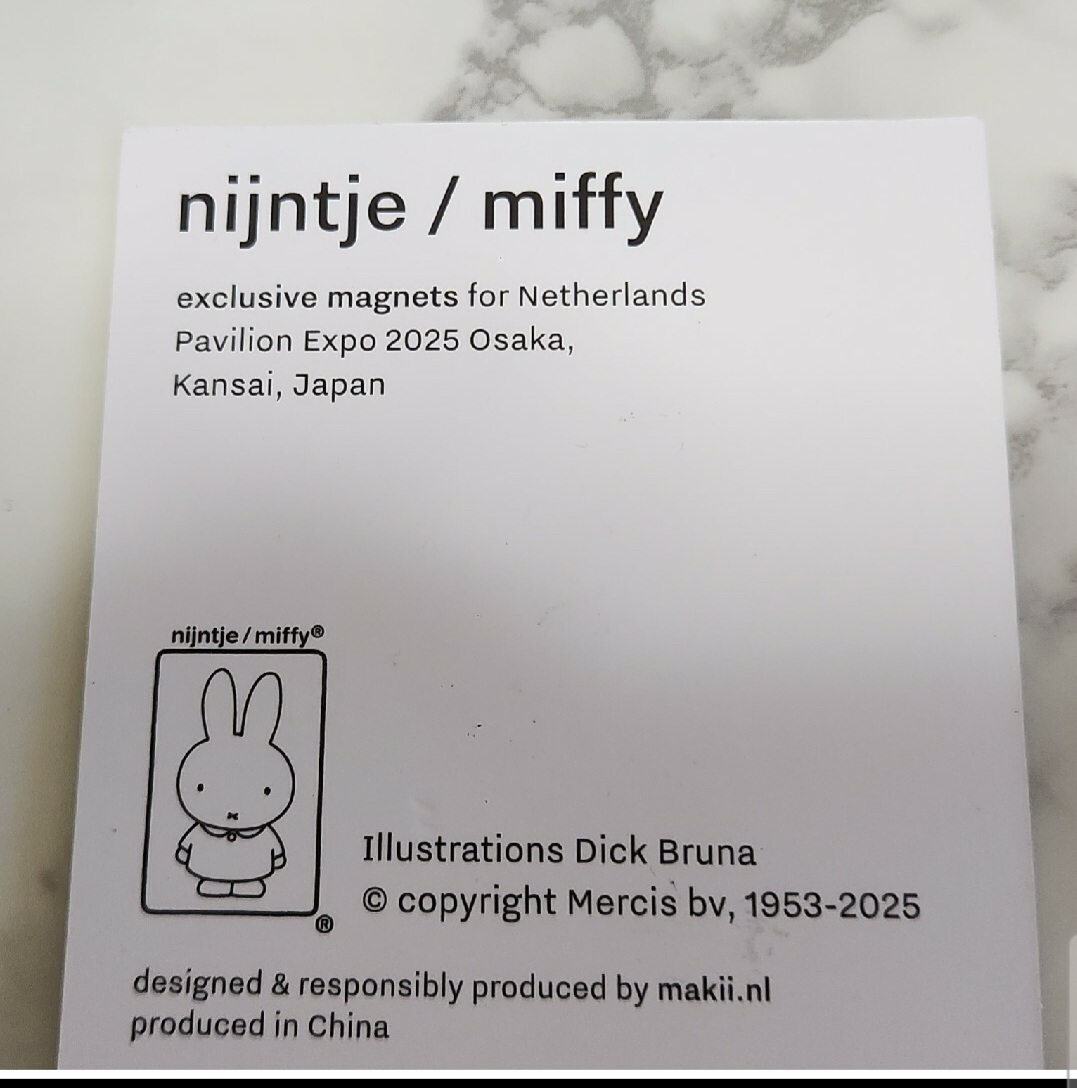 nijntje / miffy
exclusive magnets for Netherlands
Pavilion Expo 2025 Osaka,
Kansai, Japan
nijntje / miffy®
®
Illustrations Dick Bruna
© copyright Mercis bv, 1953-2025
designed & responsibly produced by makii.nl
produced in China